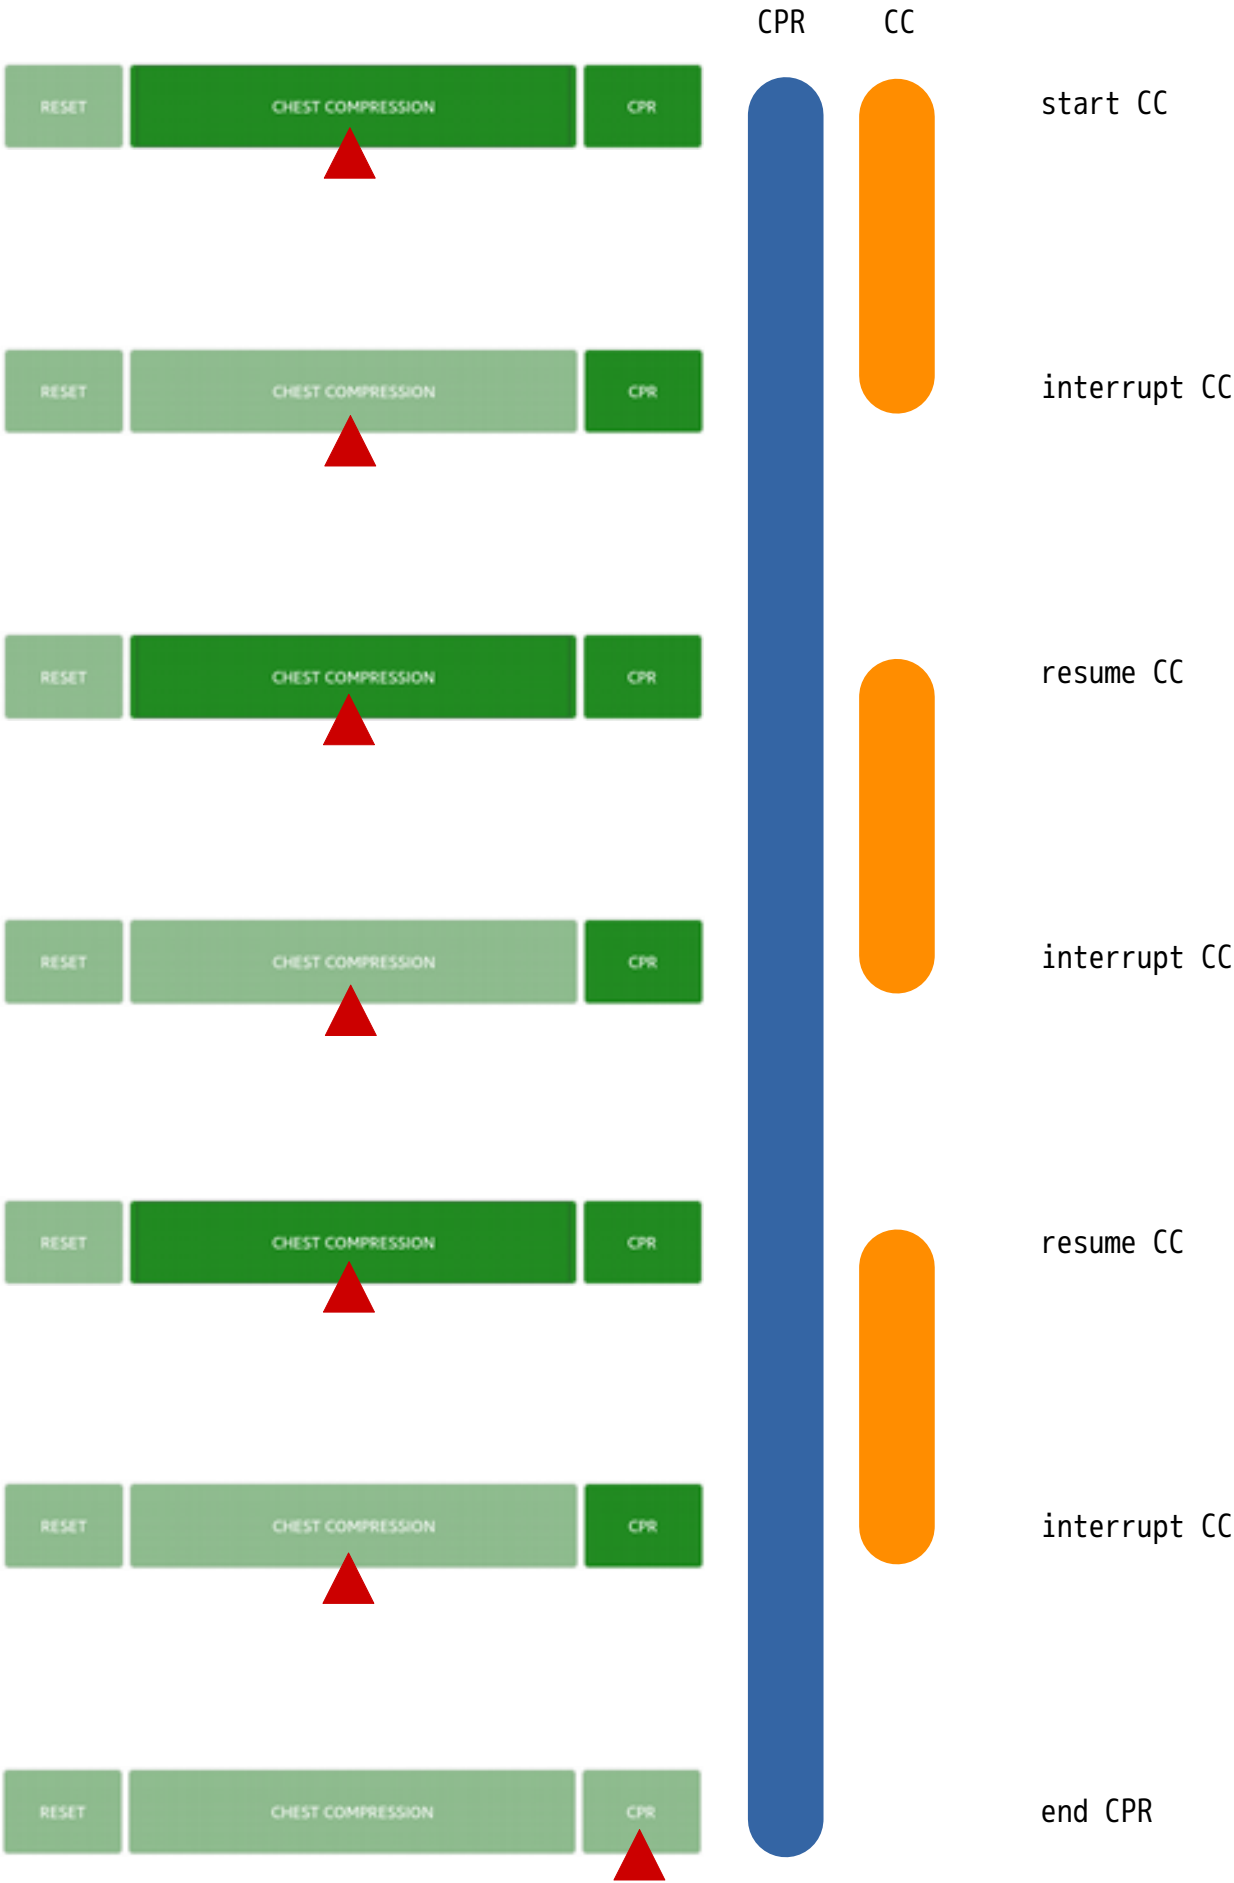 CPR CC
RESET CHEST COMPRESSION CPR start CC
RESET CHEST COMPRESSION CPR interrupt CC
RESET CHEST COMPRESSION CPR resume CC
RESET CHEST COMPRESSION CPR interrupt CC
RESET CHEST COMPRESSION CPR resume CC
RESET CHEST COMPRESSION CPR interrupt CC
RESET CHEST COMPRESSION CPR end CPR